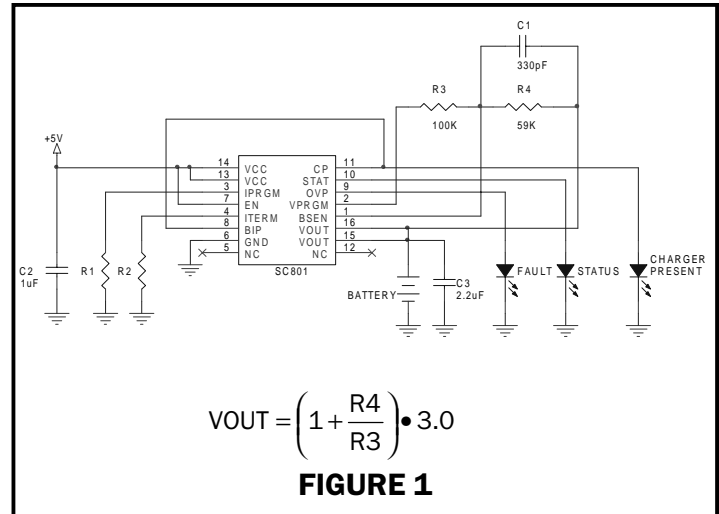 C1
330pF
R3
R4
100K
59K
+5V
14 VCC CP 11
13 VCC STAT 10
3 IPRGM OVP 9
7 EN VPRGM 2
4 ITERM BSEN 1
8 BIP VOUT 16
6 GND VOUT 15
5 NC NC 12
SC801
C2
1uF
R1
R2
BATTERY
C3
2.2uF
FAULT
STATUS
CHARGER
PRESENT
VOUT = (1 + R4/R3) • 3.0
FIGURE 1